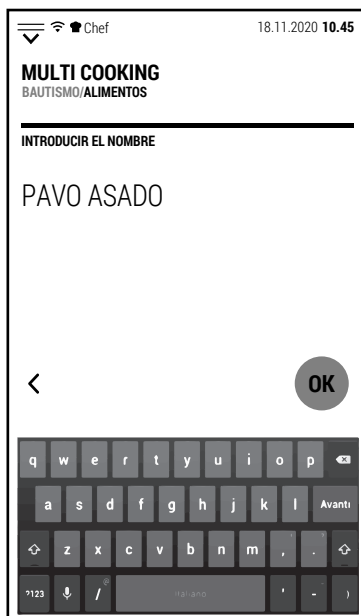 Chef 18.11.2020 10.45
MULTI COOKING
BAUTISMO/ALIMENTOS
INTRODUCIR EL NOMBRE
PAVO ASADO
OK
q w e r t y u i o p
a s d f g h j k l Avanti
z x c v b n m , .
?123 / Italiano ' - )